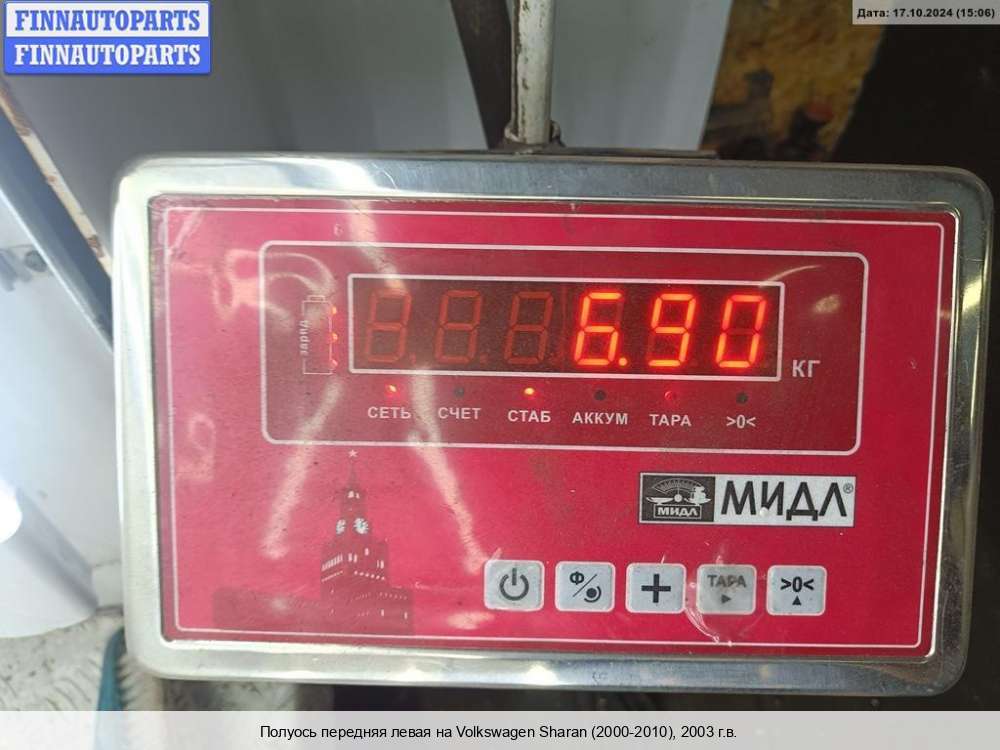 FINNAUTOPARTS
FINNAUTOPARTS
Дата: 17.10.2024 (15:06)
заряд
6.90
КГ
СЕТЬ СЧЕТ СТАБ АККУМ ТАРА >0<
МИДЛ МИДЛ®
Ф
ТАРА >0<
Полуось передняя левая на Volkswagen Sharan (2000-2010), 2003 г.в.